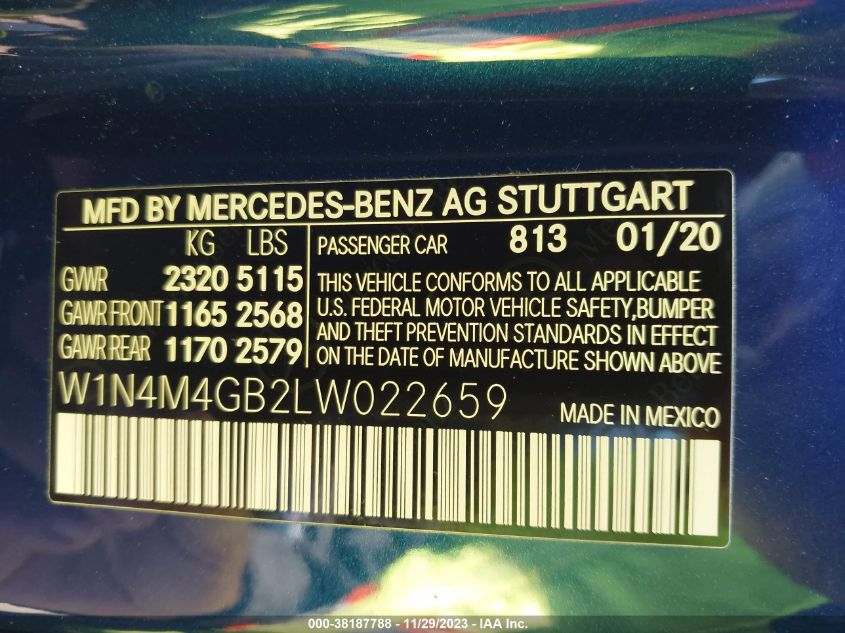 MFD BY MERCEDES-BENZ AG STUTTGART
KG LBS
GVWR 2320 5115
GAWR FRONT 1165 2568
GAWR REAR 1170 2579
PASSENGER CAR 813 01/20
THIS VEHICLE CONFORMS TO ALL APPLICABLE
U.S. FEDERAL MOTOR VEHICLE SAFETY,BUMPER
AND THEFT PREVENTION STANDARDS IN EFFECT
ON THE DATE OF MANUFACTURE SHOWN ABOVE
W1N4M4GB2LW022659
MADE IN MEXICO
000-38187788 - 11/29/2023 - IAA Inc.